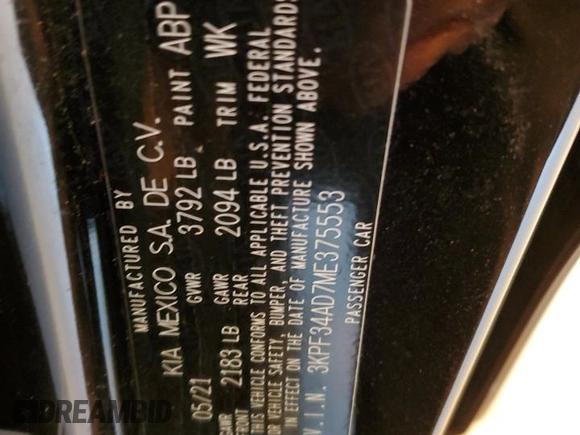 MANUFACTURED BY
KIA MEXICO S.A. DE C.V.
05/21 GVWR 3792 LB PAINT ABP
GAWR GAWR
FRONT 2183 LB REAR 2094 LB TRIM WK
THIS VEHICLE CONFORMS TO ALL APPLICABLE U.S.A. FEDERAL
MOTOR VEHICLE SAFETY, BUMPER, AND THEFT PREVENTION STANDARDS
IN EFFECT ON THE DATE OF MANUFACTURE SHOWN ABOVE.
V.I.N. 3KPF34AD7ME375553
PASSENGER CAR
DREAMBID